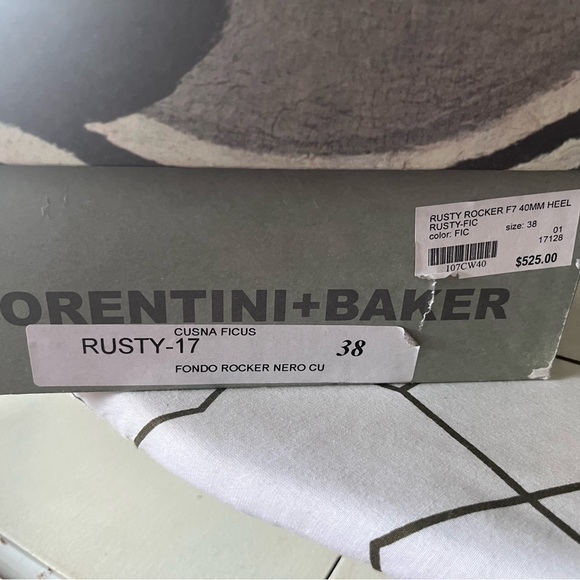 RUSTY ROCKER F7 40MM HEEL
RUSTY-FIC size: 38 01
color: FIC 17128
107CW40 $525.00
ORENTINI+BAKER
CUSNA FICUS
RUSTY-17 38
FONDO ROCKER NERO CU